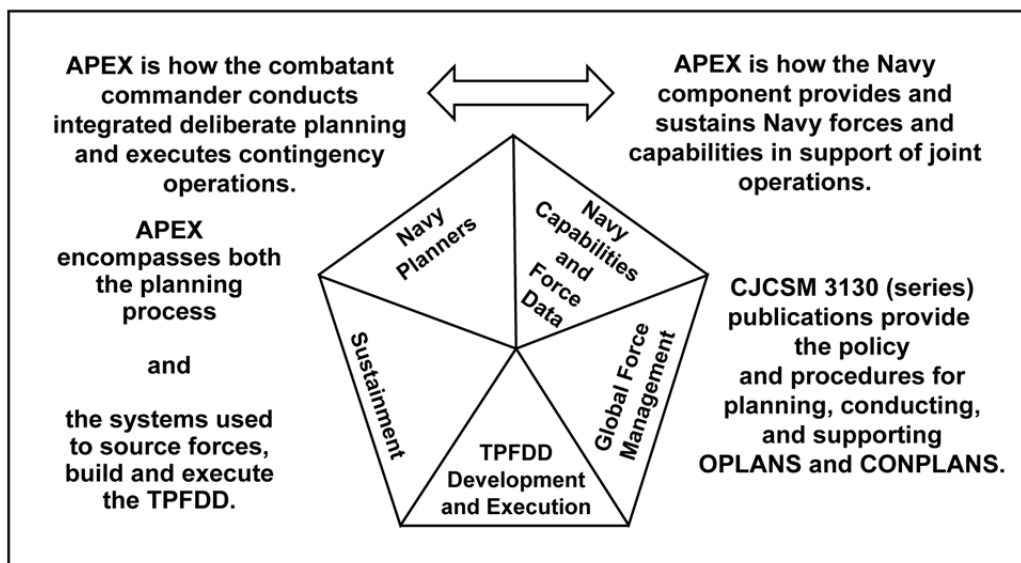 APEX is how the combatant
commander conducts
integrated deliberate planning
and executes contingency
operations.
APEX is how the Navy
component provides and
sustains Navy forces and
capabilities in support of joint
operations.
APEX
encompasses both
the planning
process
and
the systems used
to source forces,
build and execute
the TPFDD.
Navy
Planners
Navy
Capabilities
and
Force
Data
Sustainment
Global Force
Management
TPFDD
Development
and Execution
CJCSM 3130 (series)
publications provide
the policy
and procedures for
planning, conducting,
and supporting
OPLANS and CONPLANS.